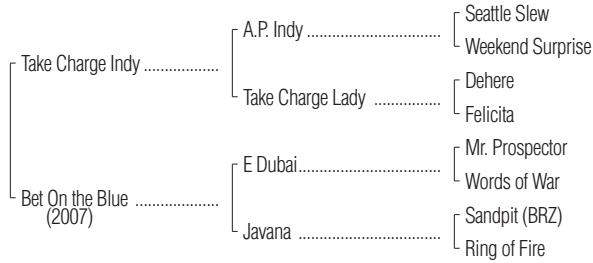 Seattle Slew
A.P. Indy ..........................
Weekend Surprise
Take Charge Indy ..................
Dehere
Take Charge Lady ................
Felicita
Mr. Prospector
E Dubai...........................
Words of War
Bet On the Blue ....................
(2007)
Sandpit (BRZ)
Javana ...........................
Ring of Fire